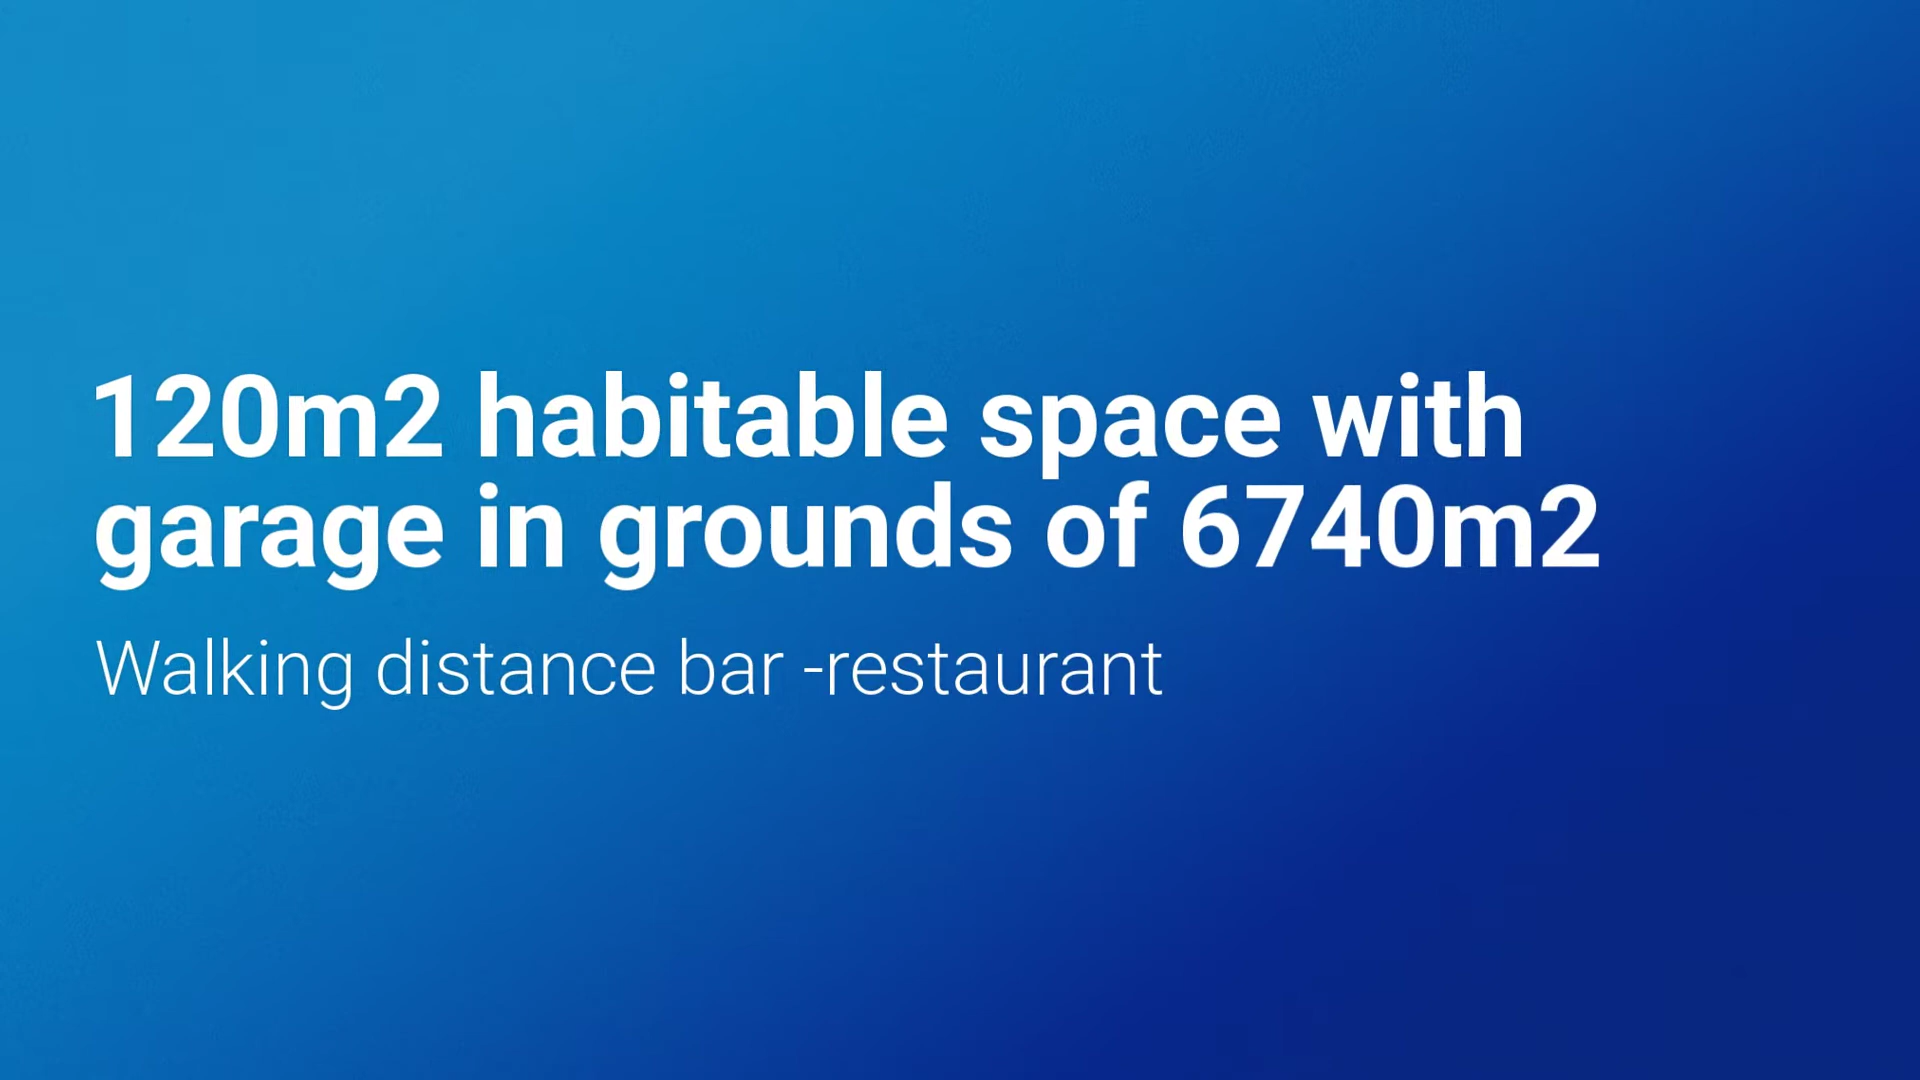 120m2 habitable space with
garage in grounds of 6740m2
Walking distance bar -restaurant